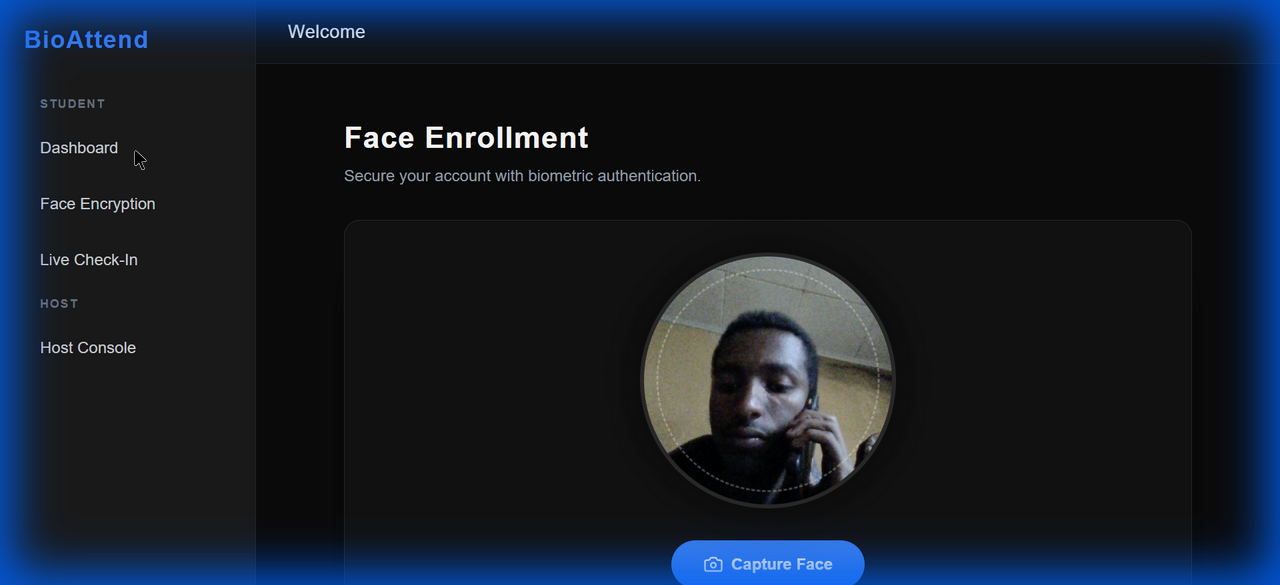 BioAttend
STUDENT
Dashboard
Face Encryption
Live Check-In
HOST
Host Console
Welcome
Face Enrollment
Secure your account with biometric authentication.
Capture Face